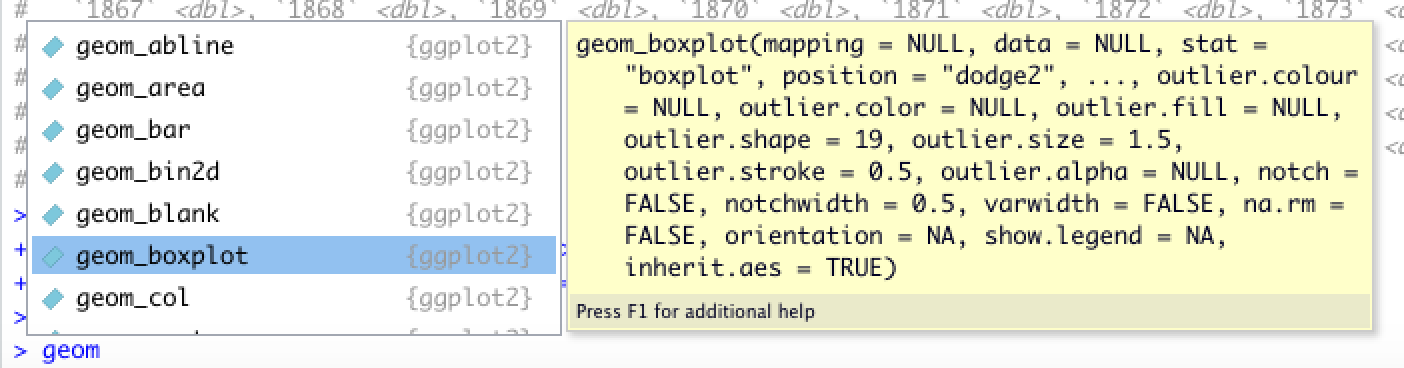 # `1867` <dbl>, `1868` <dbl>, `1869` <dbl>, `1870` <dbl>, `1871` <dbl>, `1872` <dbl>, `1873` <d
# geom_abline {ggplot2}
# geom_area {ggplot2}
# geom_bar {ggplot2}
# geom_bin2d {ggplot2}
> geom_blank {ggplot2}
+ geom_boxplot {ggplot2}
+ geom_col {ggplot2}
>
geom_boxplot(mapping = NULL, data = NULL, stat =
"boxplot", position = "dodge2", ..., outlier.colour
= NULL, outlier.color = NULL, outlier.fill = NULL,
outlier.shape = 19, outlier.size = 1.5,
outlier.stroke = 0.5, outlier.alpha = NULL, notch =
FALSE, notchwidth = 0.5, varwidth = FALSE, na.rm =
FALSE, orientation = NA, show.legend = NA,
inherit.aes = TRUE)
Press F1 for additional help
<d
<d
<d
<d
> geom